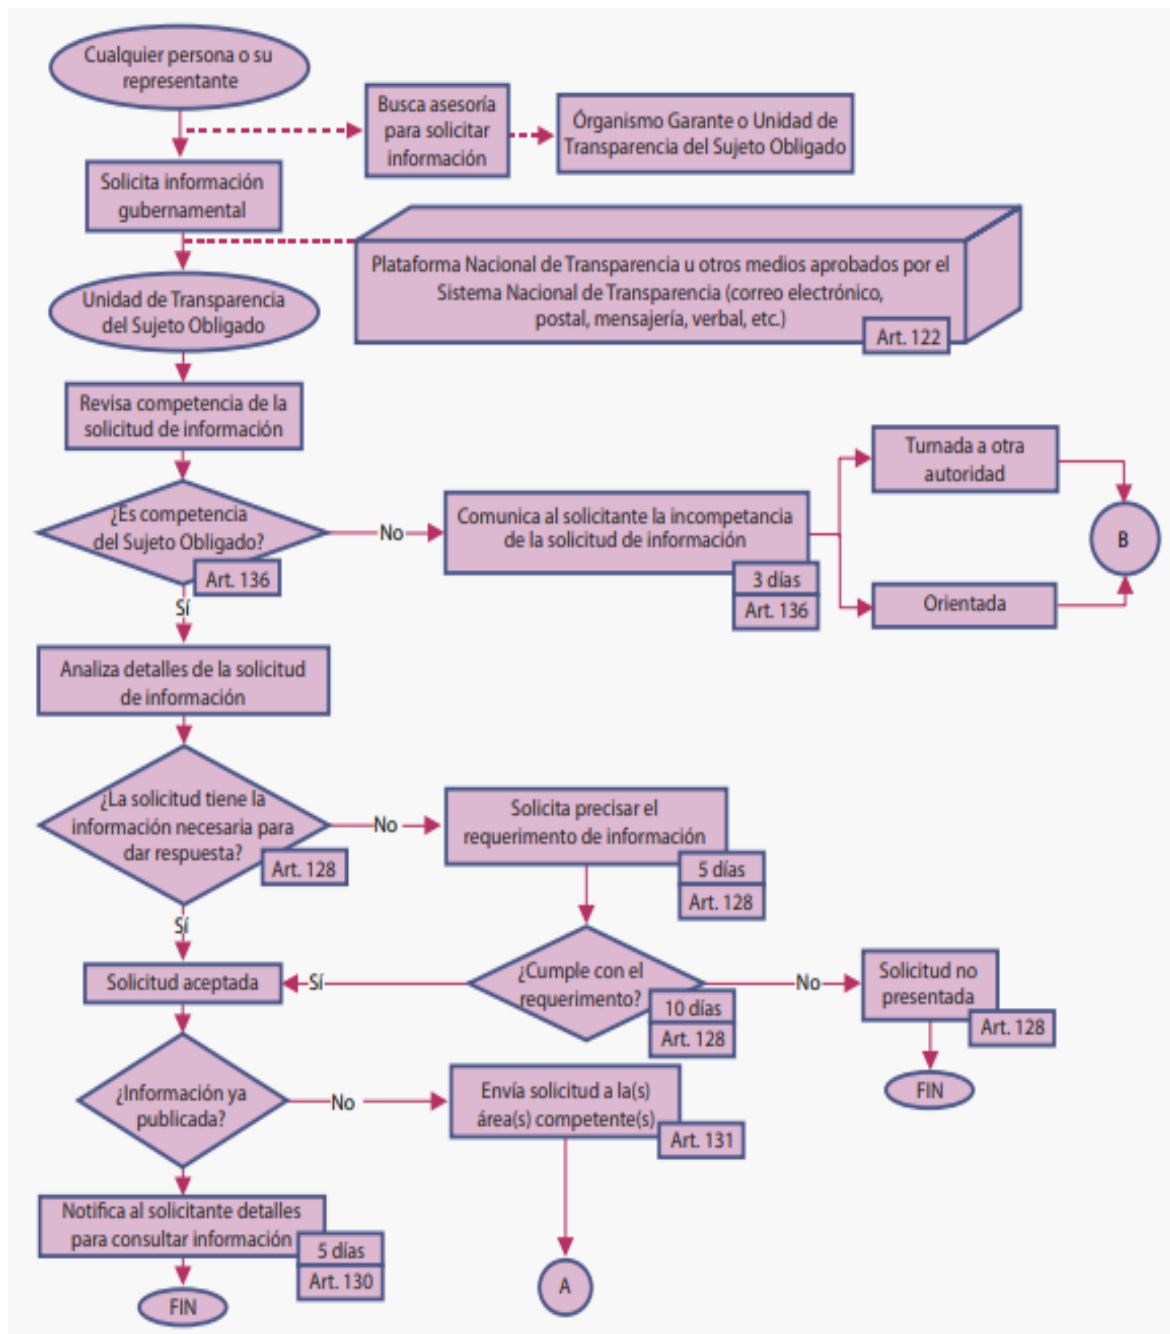 Cualquier persona o su
representante
Busca asesoría
para solicitar
información
Órganismo Garante o Unidad de
Transparencia del Sujeto Obligado
Solicita información
gubernamental
Plataforma Nacional de Transparencia u otros medios aprobados por el
Sistema Nacional de Transparencia (correo electrónico,
postal, mensajería, verbal, etc.)
Art. 122
Unidad de Transparencia
del Sujeto Obligado
Revisa competencia de la
solicitud de información
¿Es competencia
del Sujeto Obligado?
Art. 136
No
Comunica al solicitante la incompetancia
de la solicitud de información
3 días
Art. 136
Turnada a otra
autoridad
Orientada
B
Sí
Analiza detalles de la solicitud
de información
¿La solicitud tiene la
información necesaria para
dar respuesta?
Art. 128
No
Solicita precisar el
requerimento de información
5 días
Art. 128
Sí
Solicitud aceptada
Sí
¿Cumple con el
requerimento?
10 días
Art. 128
No
Solicitud no
presentada
Art. 128
FIN
¿Información ya
publicada?
No
Envía solicitud a la(s)
área(s) competente(s)
Art. 131
Notifica al solicitante detalles
para consultar información
5 días
Art. 130
FIN
A